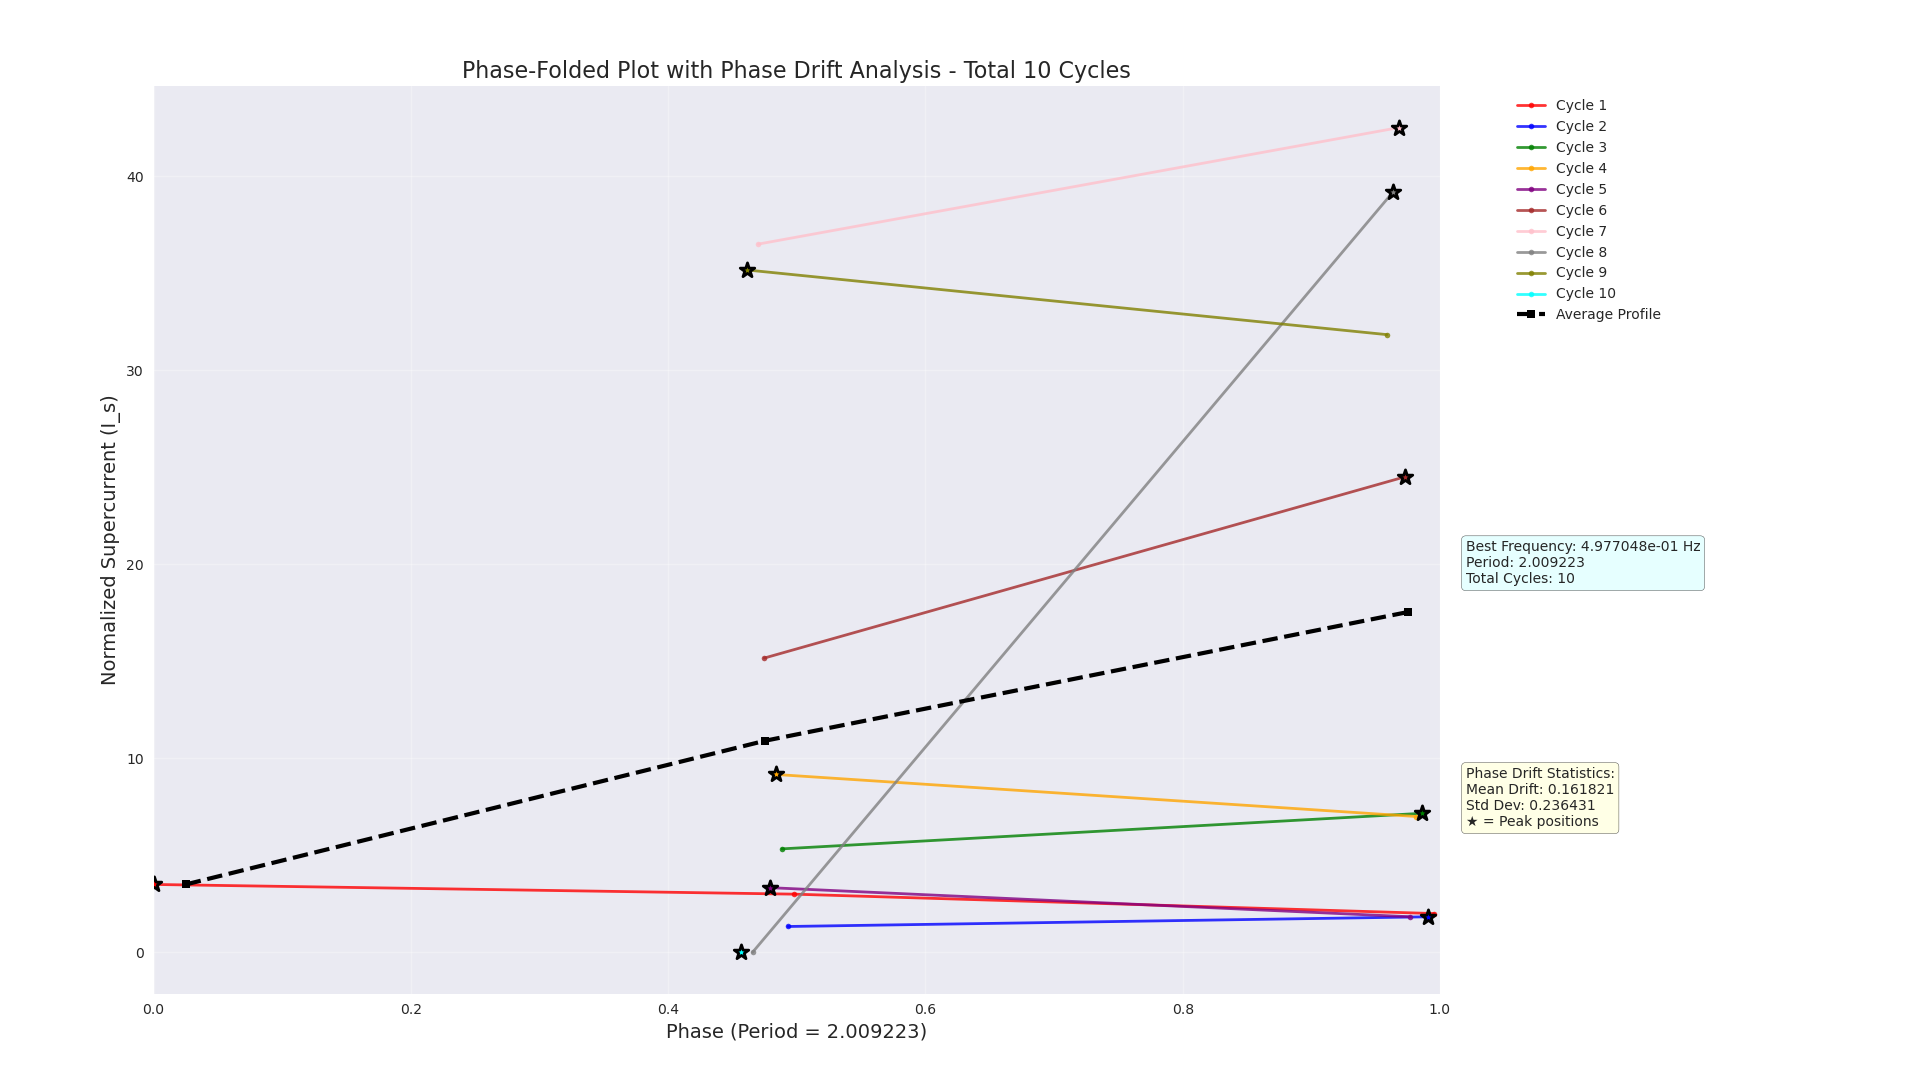 Phase-Folded Plot with Phase Drift Analysis - Total 10 Cycles
Normalized Supercurrent (I_s)
40
30
20
10
0
0.0
0.2
0.4
0.6
0.8
1.0
Phase (Period = 2.009223)
Cycle 1
Cycle 2
Cycle 3
Cycle 4
Cycle 5
Cycle 6
Cycle 7
Cycle 8
Cycle 9
Cycle 10
Average Profile
Best Frequency: 4.977048e-01 Hz
Period: 2.009223
Total Cycles: 10
Phase Drift Statistics:
Mean Drift: 0.161821
Std Dev: 0.236431
★ = Peak positions